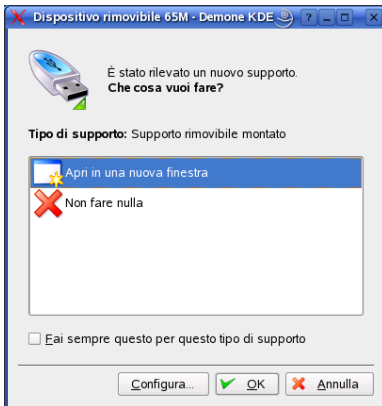 Dispositivo rimovibile 65M - Demone KDE
È stato rilevato un nuovo supporto.
Che cosa vuoi fare?
Tipo di supporto: Supporto rimovibile montato
Apri in una nuova finestra
Non fare nulla
Fai sempre questo per questo tipo di supporto
Configura... OK Annulla